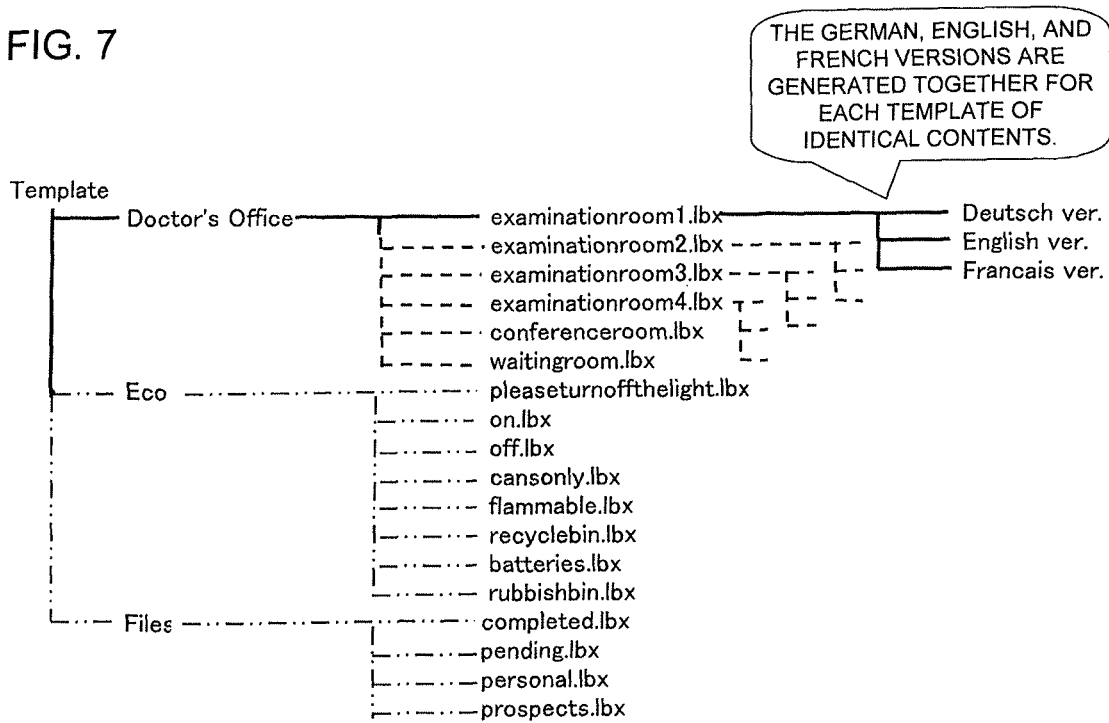 FIG. 7
THE GERMAN, ENGLISH, AND
FRENCH VERSIONS ARE
GENERATED TOGETHER FOR
EACH TEMPLATE OF
IDENTICAL CONTENTS.
Template
Doctor's Office examinationroom1.lbx Deutsch ver.
examinationroom2.lbx English ver.
examinationroom3.lbx Francais ver.
examinationroom4.lbx
conferenceroom.lbx
waitingroom.lbx
Eco pleaseturnoffthelight.lbx
on.lbx
off.lbx
cansonly.lbx
flammable.lbx
recyclebin.lbx
batteries.lbx
rubbishbin.lbx
Files completed.lbx
pending.lbx
personal.lbx
prospects.lbx